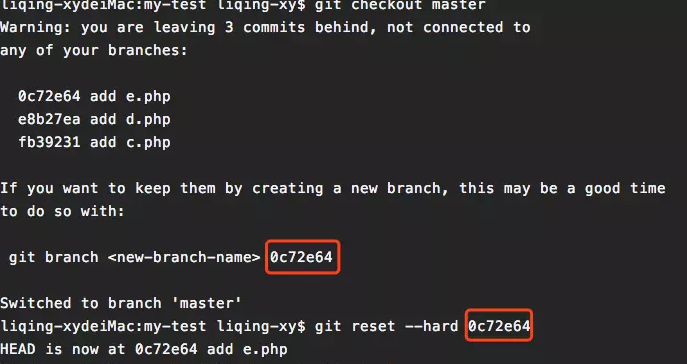 liqing-xydeiMac:my-test liqing-xy$ git checkout master
Warning: you are leaving 3 commits behind, not connected to
any of your branches:
0c72e64 add e.php
e8b27ea add d.php
fb39231 add c.php
If you want to keep them by creating a new branch, this may be a good time
to do so with:
git branch <new-branch-name> 0c72e64
Switched to branch 'master'
liqing-xydeiMac:my-test liqing-xy$ git reset --hard 0c72e64
HEAD is now at 0c72e64 add e.php